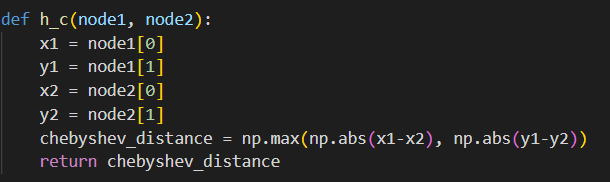 def h_c(node1, node2):
    x1 = node1[0]
    y1 = node1[1]
    x2 = node2[0]
    y2 = node2[1]
    chebyshev_distance = np.max(np.abs(x1-x2), np.abs(y1-y2))
    return chebyshev_distance